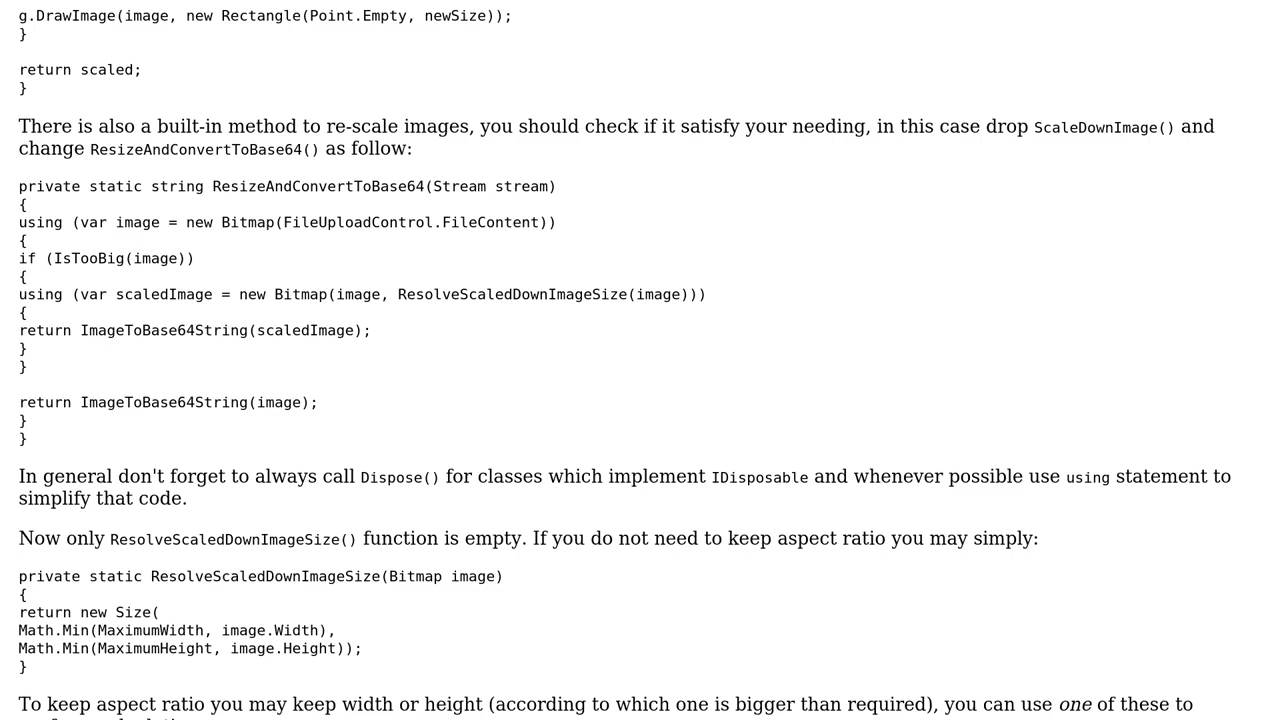 g.DrawImage(image, new Rectangle(Point.Empty, newSize));
}
return scaled;
}
There is also a built-in method to re-scale images, you should check if it satisfy your needing, in this case drop ScaleDownImage() and
change ResizeAndConvertToBase64() as follow:
private static string ResizeAndConvertToBase64(Stream stream)
{
using (var image = new Bitmap(FileUploadControl.FileContent))
{
if (IsTooBig(image))
{
using (var scaledImage = new Bitmap(image, ResolveScaledDownImageSize(image)))
{
return ImageToBase64String(scaledImage);
}
}
return ImageToBase64String(image);
}
}
In general don't forget to always call Dispose() for classes which implement IDisposable and whenever possible use using statement to
simplify that code.
Now only ResolveScaledDownImageSize() function is empty. If you do not need to keep aspect ratio you may simply:
private static ResolveScaledDownImageSize(Bitmap image)
{
return new Size(
Math.Min(MaximumWidth, image.Width),
Math.Min(MaximumHeight, image.Height));
}
To keep aspect ratio you may keep width or height (according to which one is bigger than required), you can use one of these to